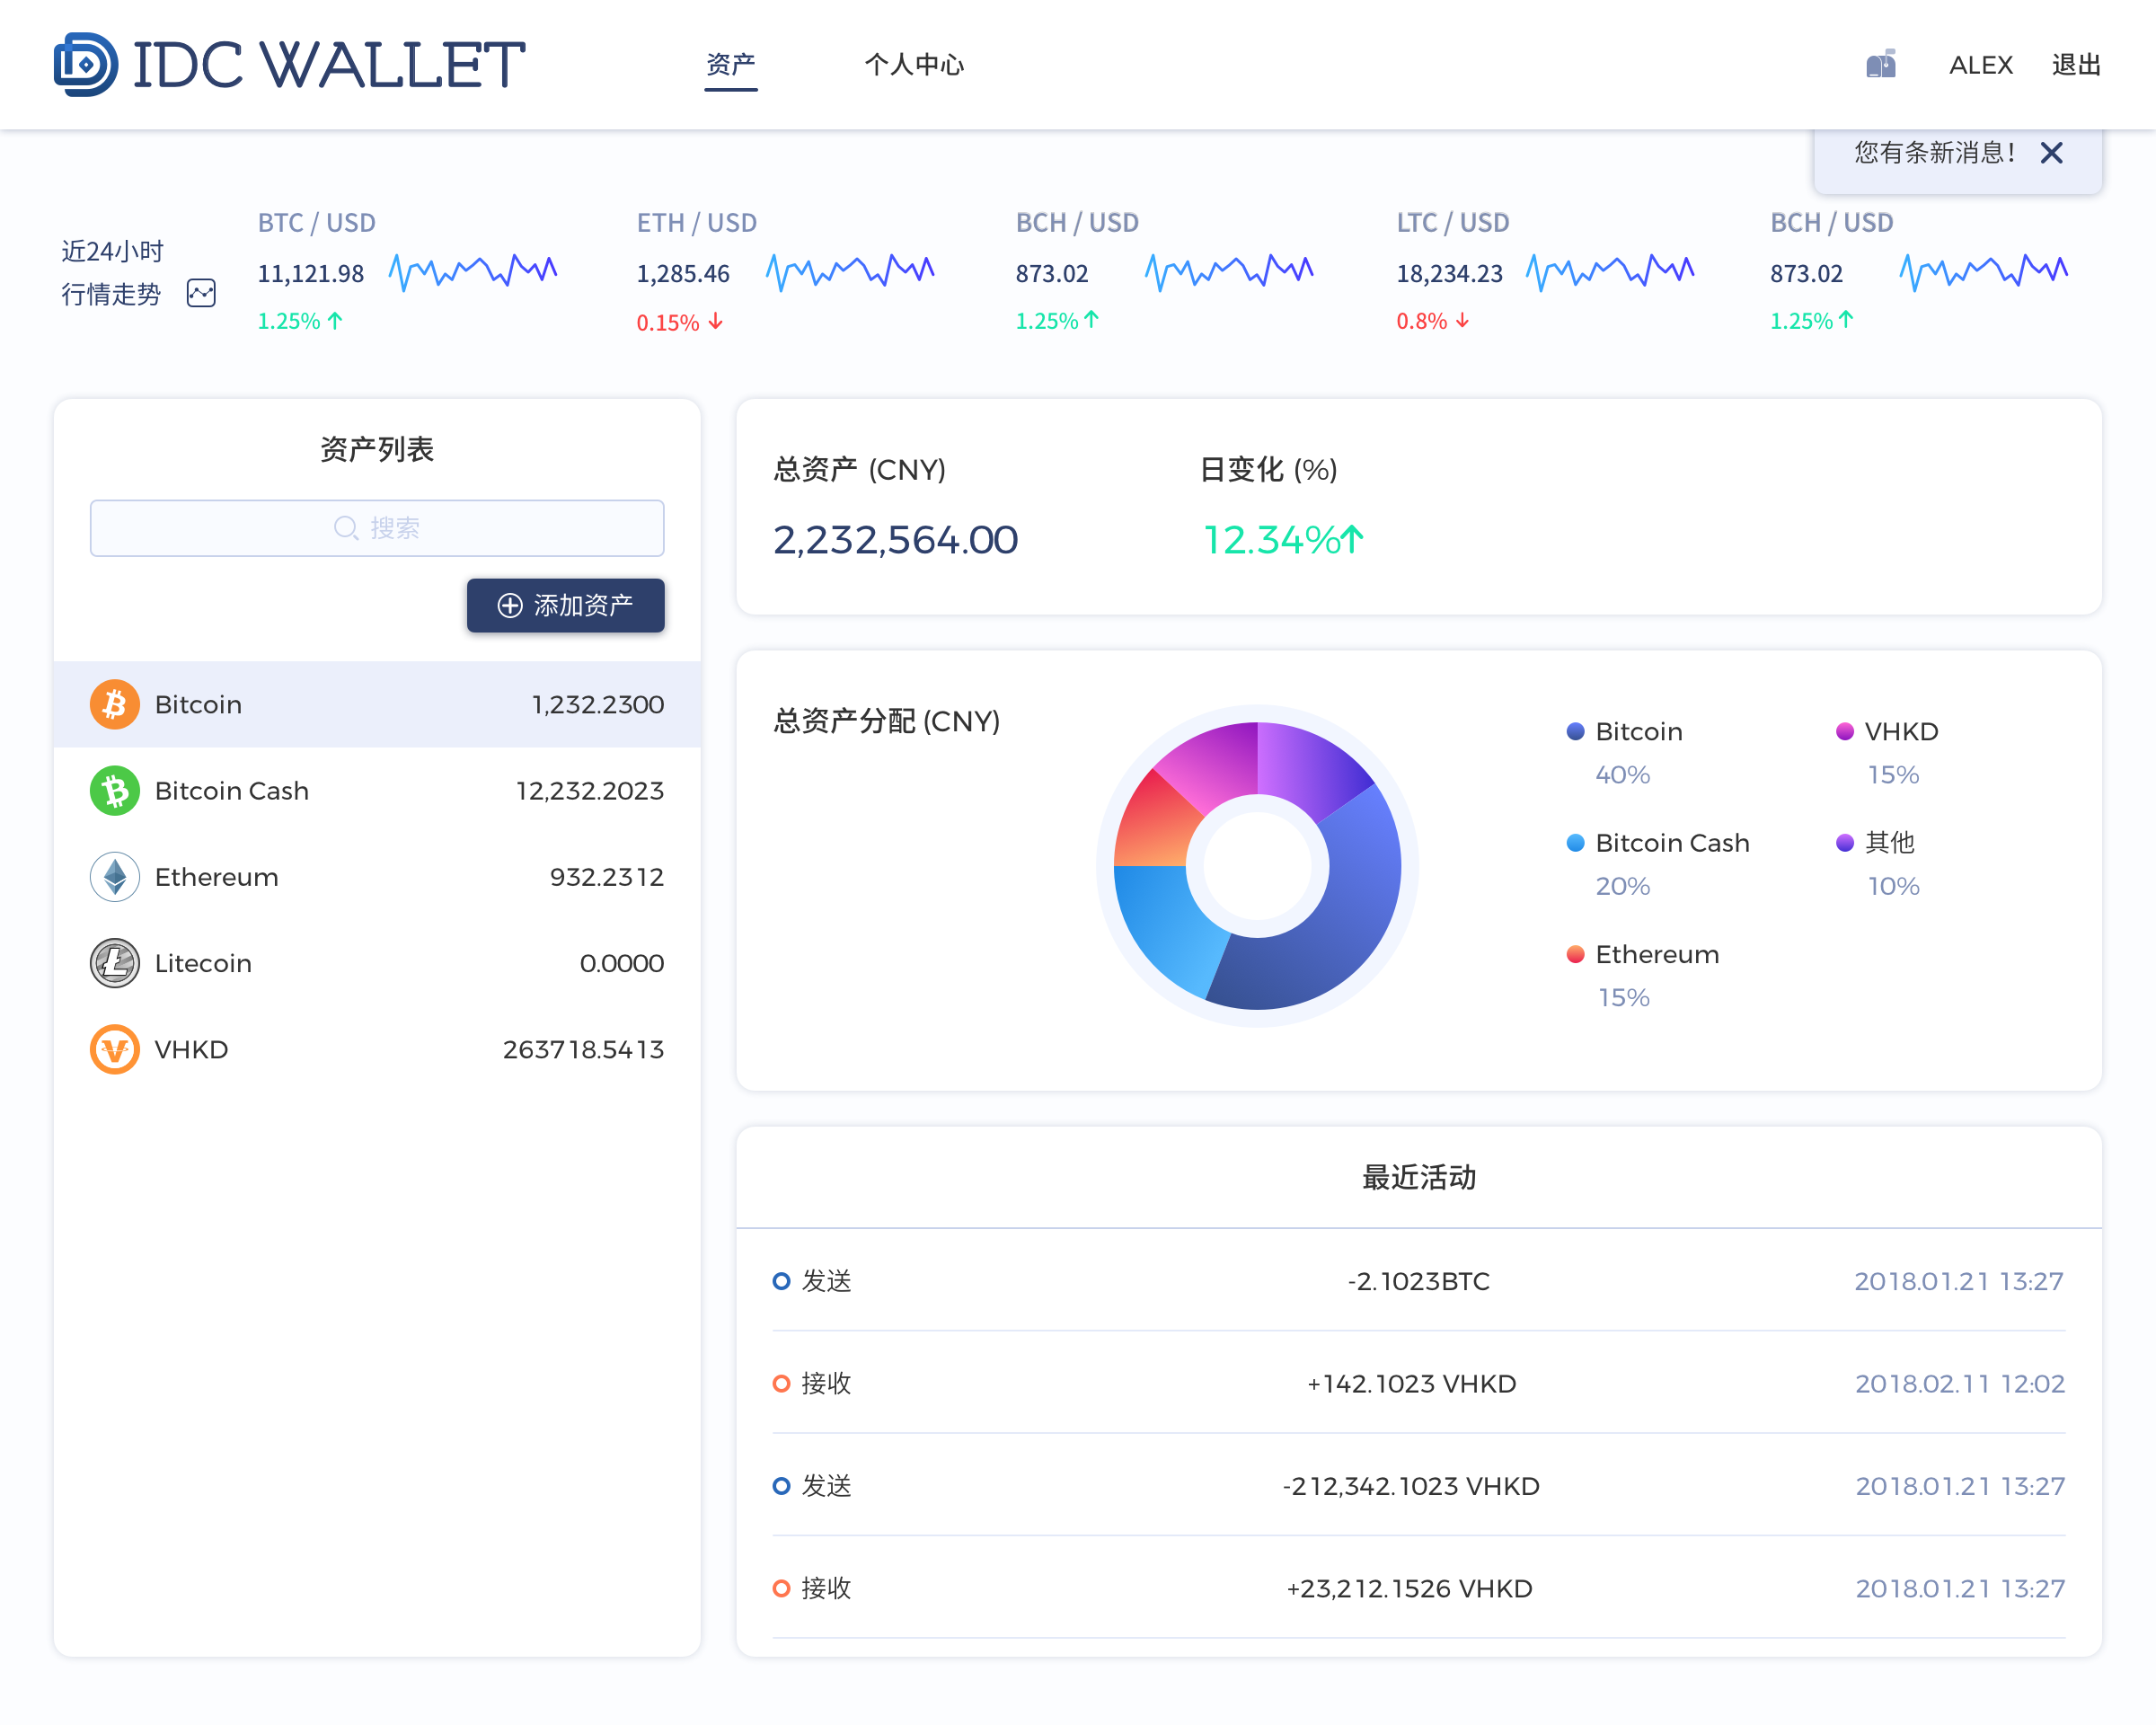 IDC WALLET
资产
个人中心
ALEX
退出
您有条新消息！
近24小时
行情走势
BTC / USD
11,121.98
1.25%
ETH / USD
1,285.46
0.15%
BCH / USD
873.02
1.25%
LTC / USD
18,234.23
0.8%
BCH / USD
873.02
1.25%
资产列表
搜索
添加资产
Bitcoin 1,232.2300
Bitcoin Cash 12,232.2023
Ethereum 932.2312
Litecoin 0.0000
VHKD 263718.5413
总资产 (CNY)
2,232,564.00
日变化 (%)
12.34%
总资产分配 (CNY)
Bitcoin
40%
VHKD
15%
Bitcoin Cash
20%
其他
10%
Ethereum
15%
最近活动
发送 -2.1023BTC 2018.01.21 13:27
接收 +142.1023 VHKD 2018.02.11 12:02
发送 -212,342.1023 VHKD 2018.01.21 13:27
接收 +23,212.1526 VHKD 2018.01.21 13:27